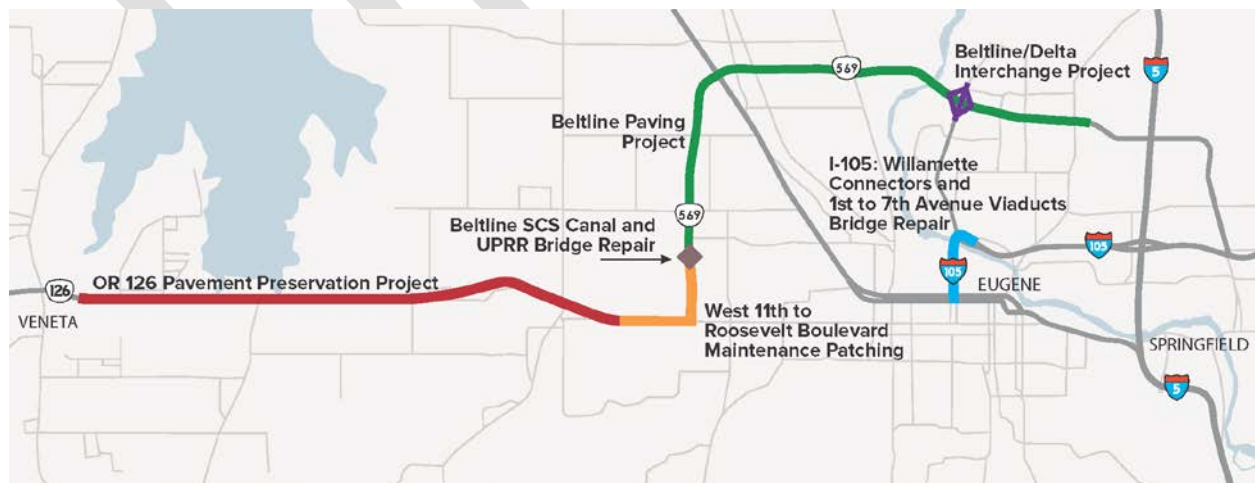 Beltline/Delta
Interchange Project
569
5
Beltline Paving
Project
I-105: Willamette
Connectors and
1st to 7th Avenue Viaducts
Bridge Repair
569
Beltline SCS Canal and
UPRR Bridge Repair
105
105
126
OR 126 Pavement Preservation Project
EUGENE
VENETA
West 11th to
Roosevelt Boulevard
Maintenance Patching
SPRINGFIELD
5